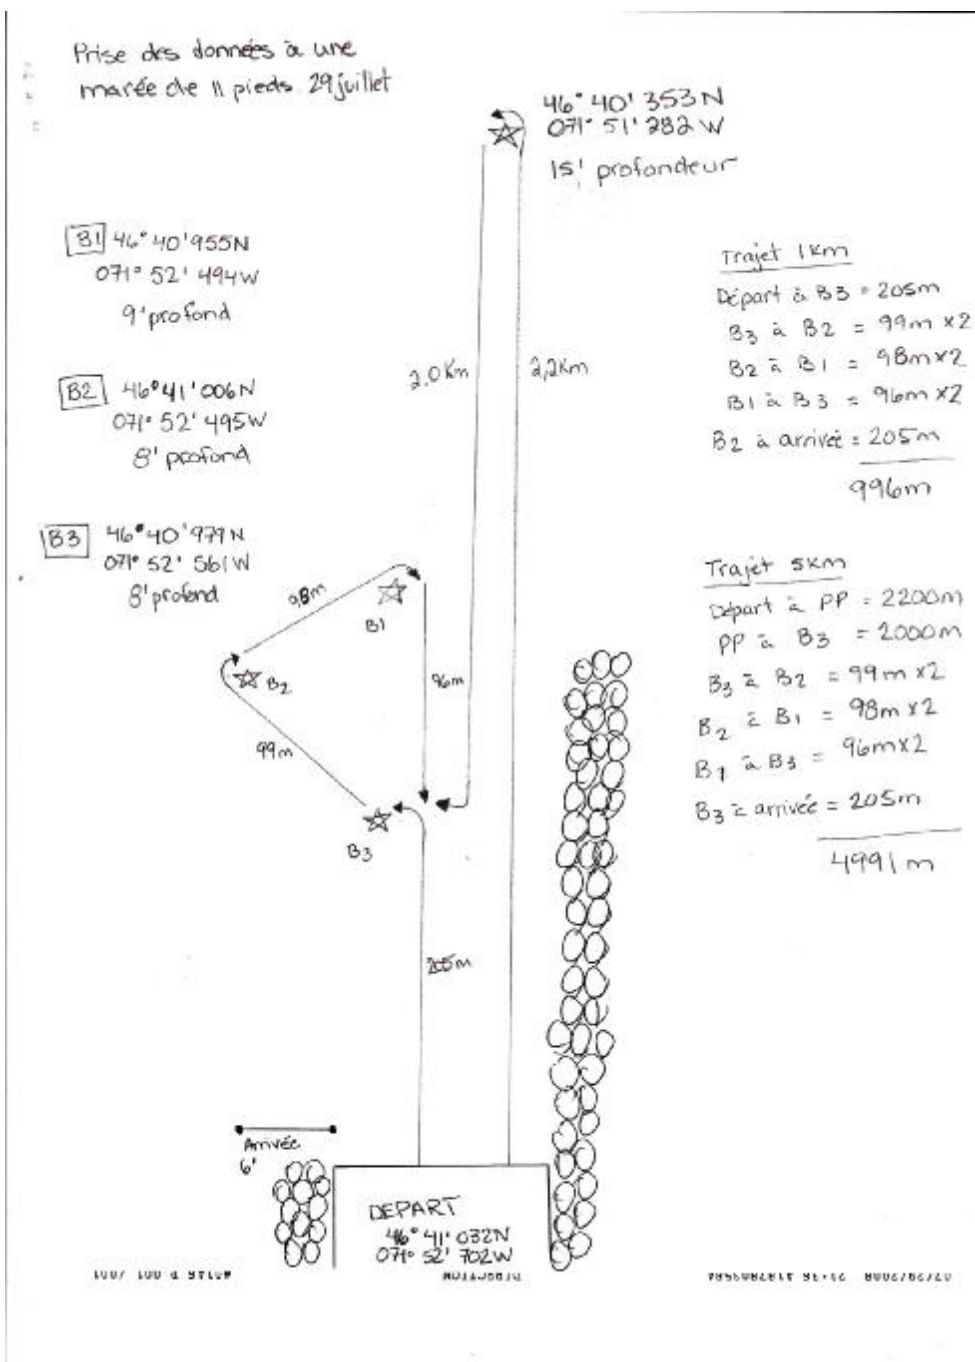 Prise des données à une
marée de 11 pieds. 29 juillet
46° 40' 353 N
071° 51' 282 W
15' profondeur
B1 46° 40' 955N
071° 52' 494W
9' profond
B2 46° 41' 006N
071° 52' 495W
8' profond
B3 46° 40' 979N
071° 52' 561W
8' profond
Trajet 1Km
Départ à B3 = 205m
B3 à B2 = 99m x2
B2 à B1 = 98m x2
B1 à B3 = 96m x2
B2 à arrivée = 205m
996m
Trajet 5Km
Départ à PP = 2200m
PP à B3 = 2000m
B3 à B2 = 99m x2
B2 à B1 = 98m x2
B1 à B3 = 96m x2
B3 à arrivée = 205m
4991m
2,0Km
2,2Km
98m
B1
B2
96m
99m
B3
205m
Arrivée
6'
DEPART
46° 41' 032N
071° 52' 702W